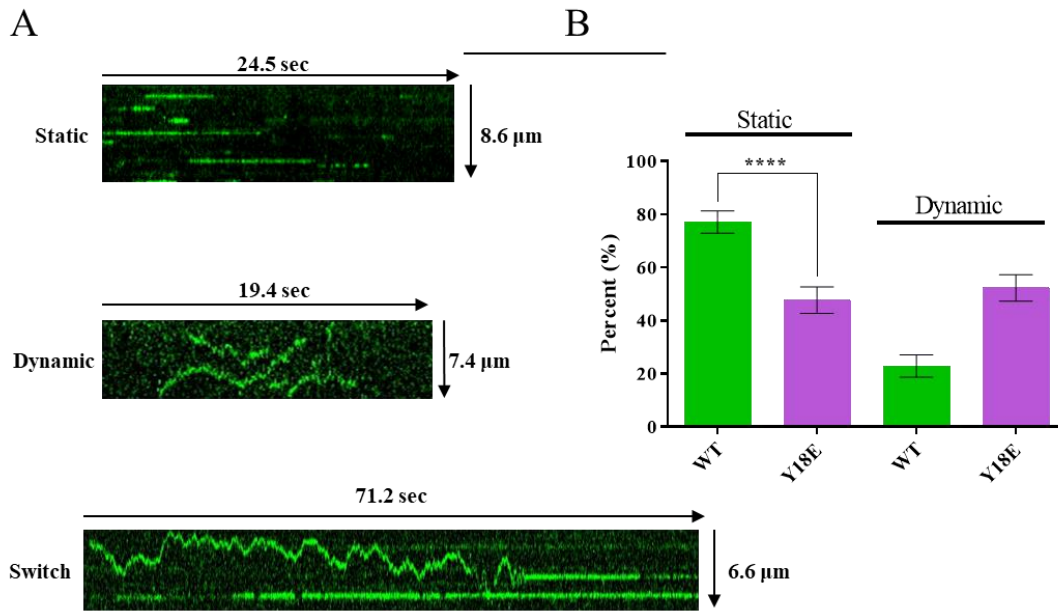 A
24.5 sec
Static
8.6 µm
19.4 sec
Dynamic
7.4 µm
71.2 sec
Switch
6.6 µm
B
Static
****
Dynamic
Percent (%)
100
80
60
40
20
0
WT
Y18E
WT
Y18E